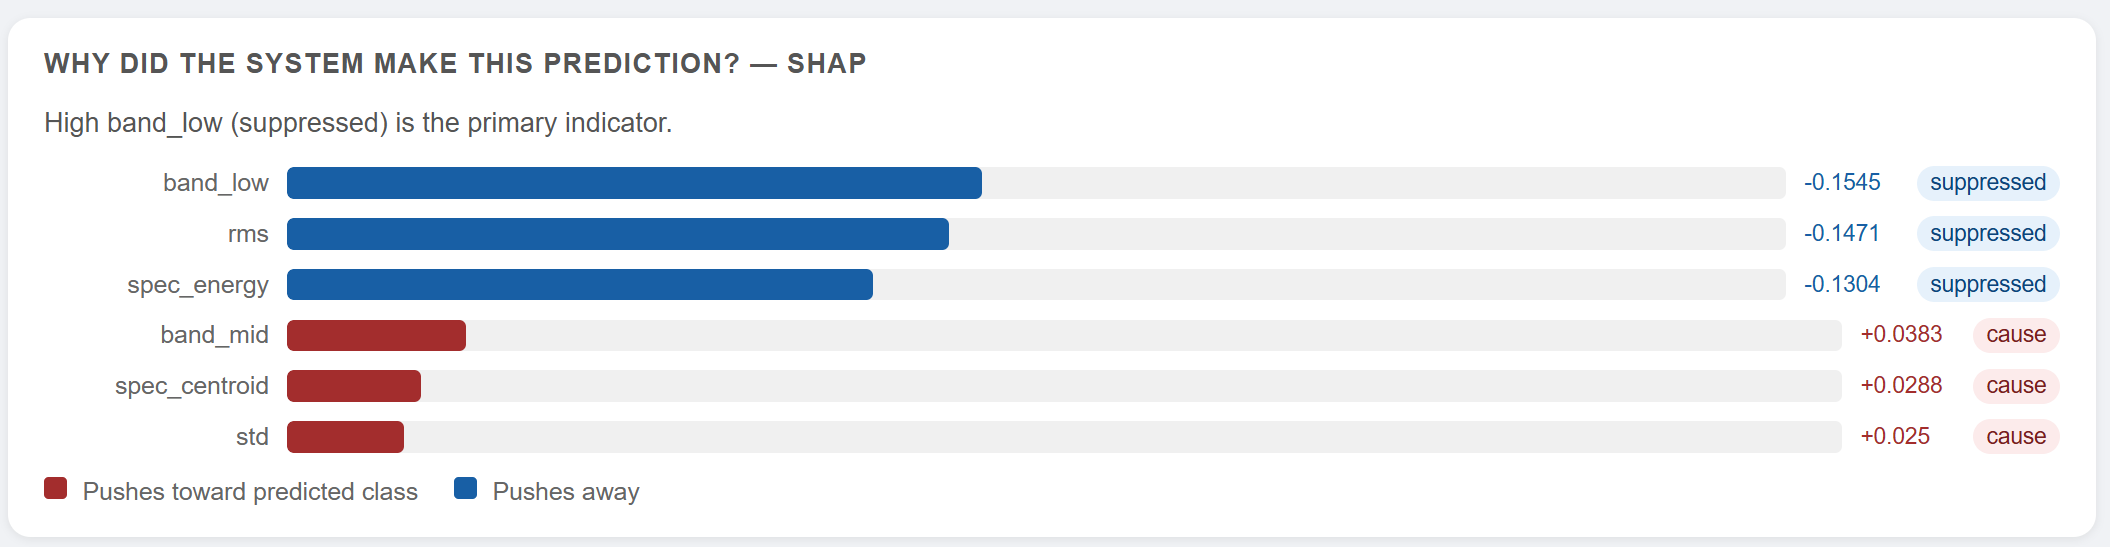 WHY DID THE SYSTEM MAKE THIS PREDICTION? — SHAP
High band_low (suppressed) is the primary indicator.
band_low -0.1545 suppressed
rms -0.1471 suppressed
spec_energy -0.1304 suppressed
band_mid +0.0383 cause
spec_centroid +0.0288 cause
std +0.025 cause
Pushes toward predicted class Pushes away